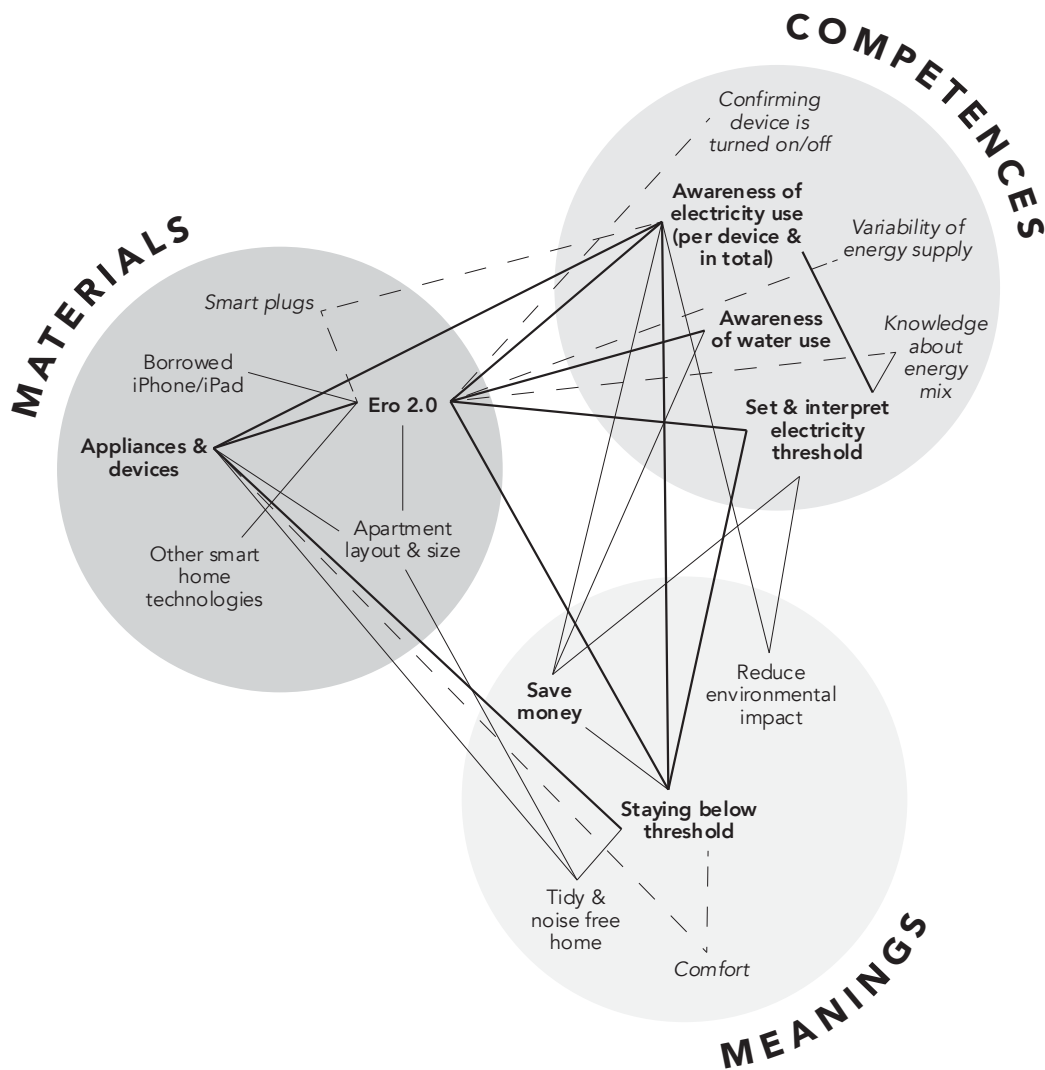 COMPETENCES
Confirming
device is
turned on/off
Awareness of
electricity use
(per device &
in total)
Variability of
energy supply
Awareness
of water use
Knowledge
about
energy
mix
Set & interpret
electricity
threshold
MATERIALS
Smart plugs
Borrowed
iPhone/iPad
Ero 2.0
Appliances &
devices
Apartment
layout & size
Other smart
home
technologies
Save
money
Reduce
environmental
impact
Staying below
threshold
Tidy &
noise free
home
Comfort
MEANINGS